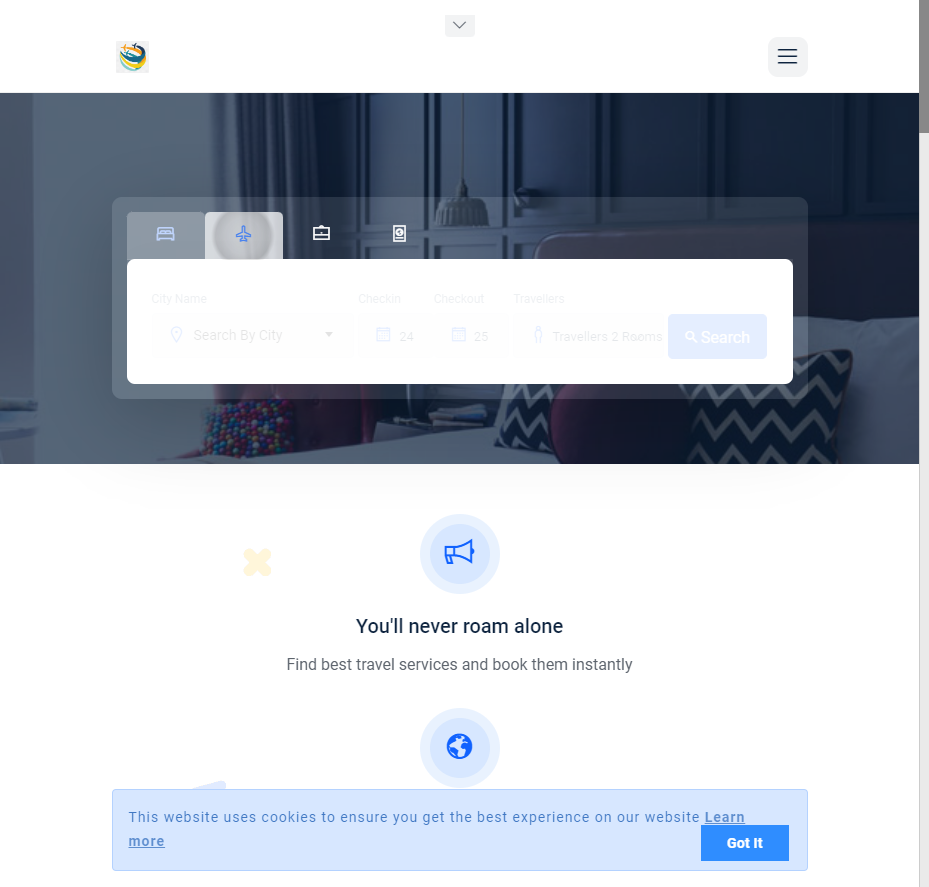 City Name
Checkin
Checkout
Travellers
Search By City
24
25
Travellers 2 Rooms
Search
You'll never roam alone
Find best travel services and book them instantly
This website uses cookies to ensure you get the best experience on our website Learn
more
Got It